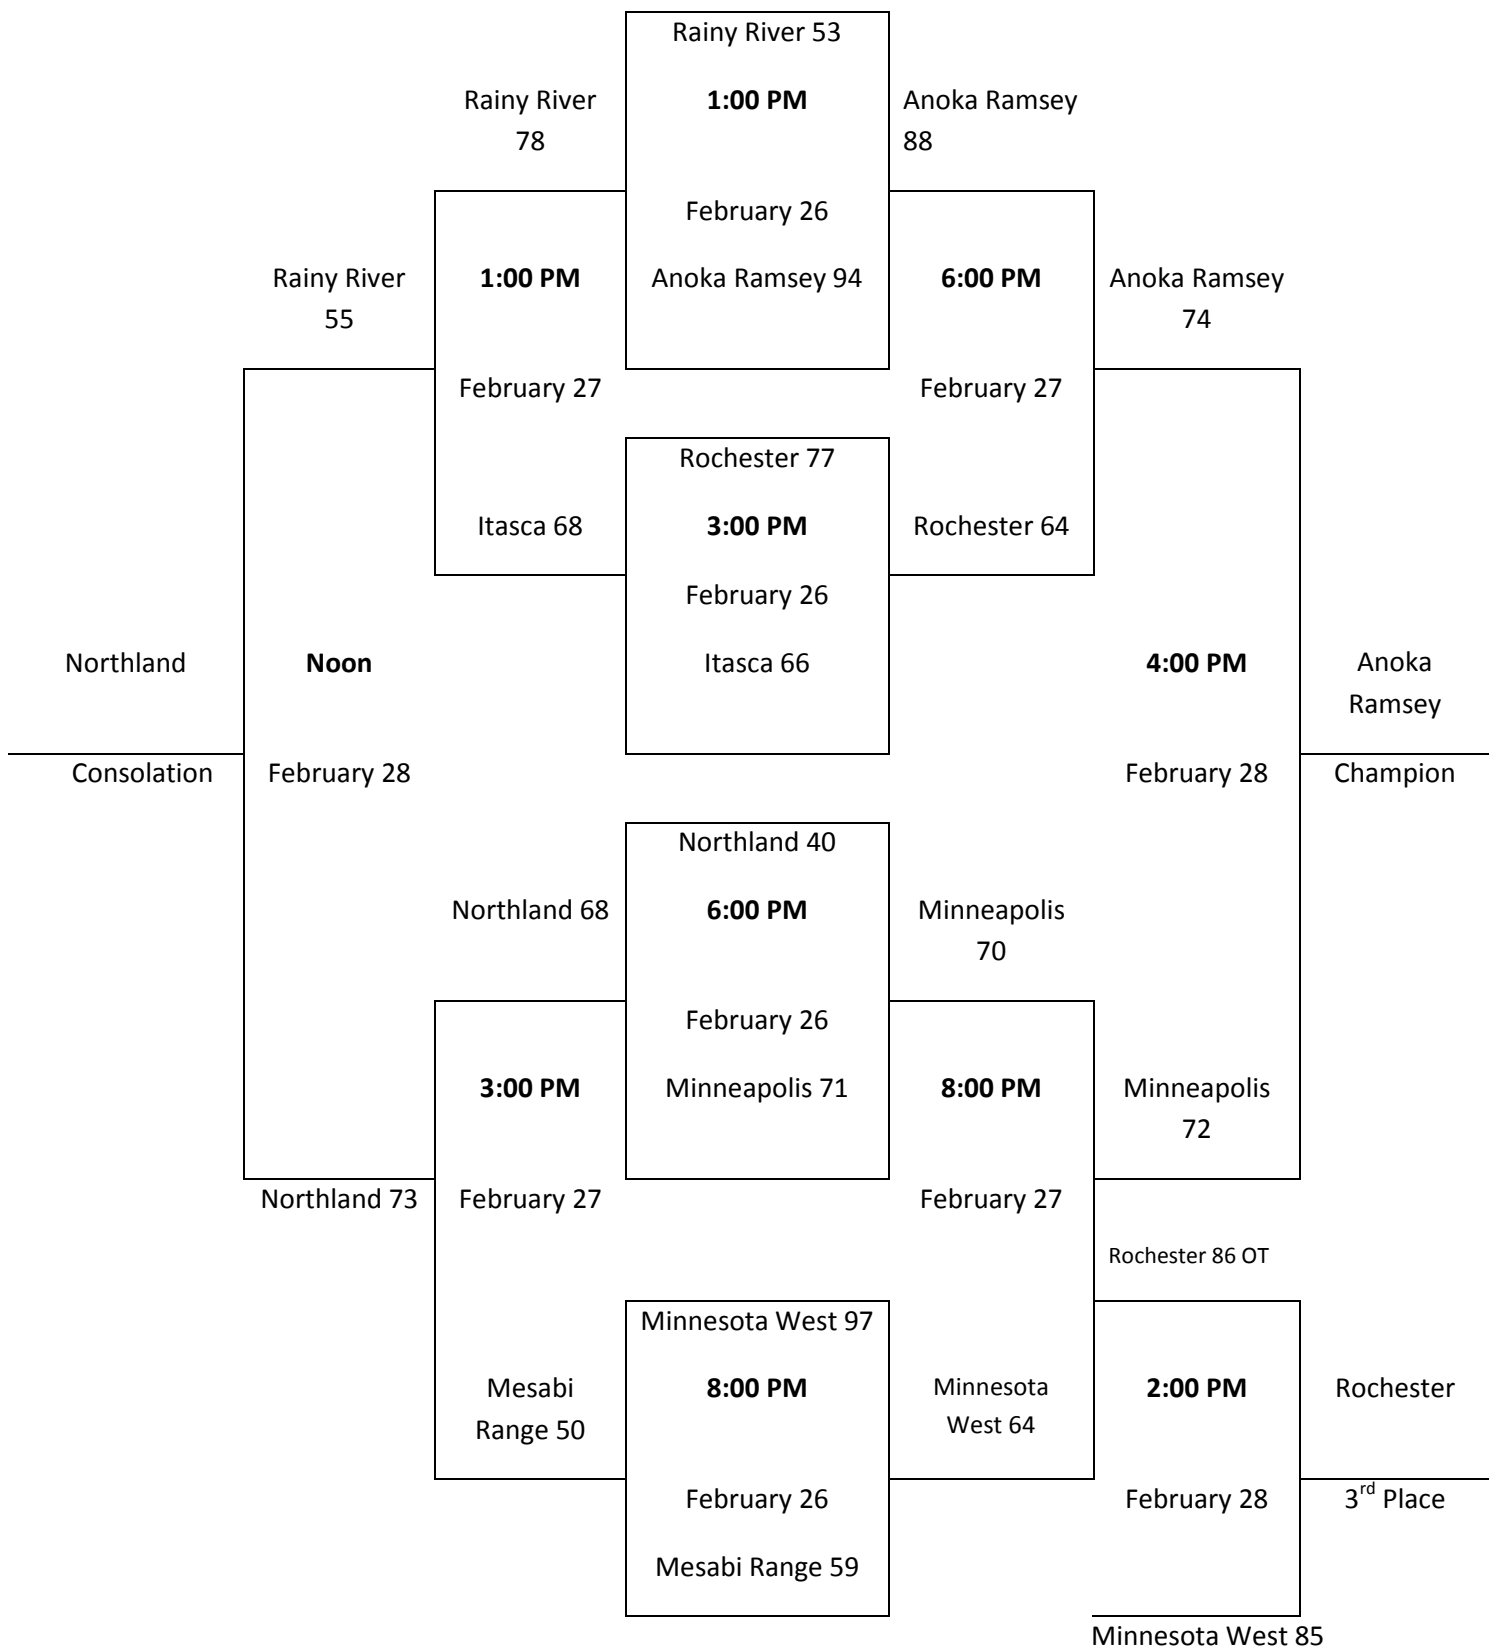 Rainy River 53
Rainy River
78
1:00 PM
Anoka Ramsey
88
February 26
Rainy River
55
1:00 PM
Anoka Ramsey 94
6:00 PM
Anoka Ramsey
74
February 27
February 27
Rochester 77
Itasca 68
3:00 PM
Rochester 64
February 26
Northland
Noon
Itasca 66
4:00 PM
Anoka
Ramsey
Consolation
February 28
February 28
Champion
Northland 40
Northland 68
6:00 PM
Minneapolis
70
February 26
3:00 PM
Minneapolis 71
8:00 PM
Minneapolis
72
Northland 73
February 27
February 27
Rochester 86 OT
Minnesota West 97
Mesabi
Range 50
8:00 PM
Minnesota
West 64
2:00 PM
Rochester
February 26
February 28
3rd Place
Mesabi Range 59
Minnesota West 85